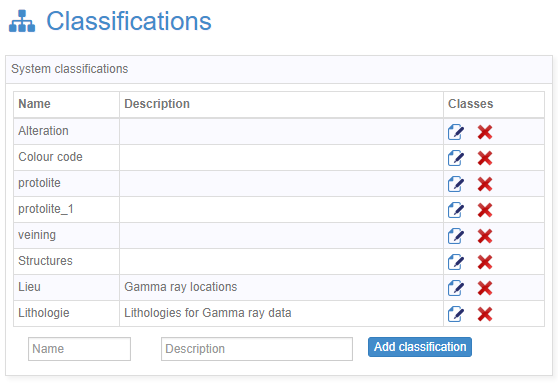 Classifications
System classifications
Name Description Classes
Alteration
Colour code
protolite
protolite_1
veining
Structures
Lieu Gamma ray locations
Lithologie Lithologies for Gamma ray data
Name Description Add classification